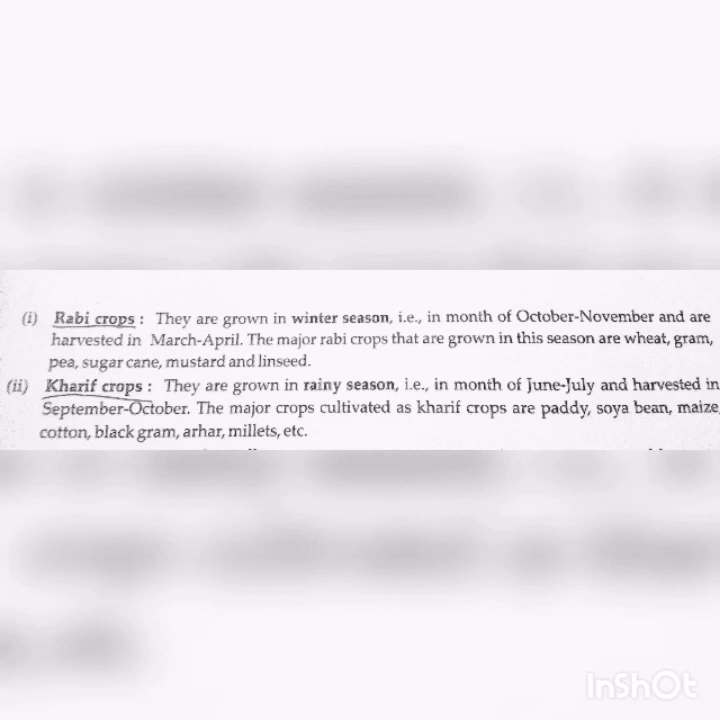 (i) Rabi crops : They are grown in winter season, i.e., in month of October-November and are
harvested in March-April. The major rabi crops that are grown in this season are wheat, gram,
pea, sugar cane, mustard and linseed.
(ii) Kharif crops : They are grown in rainy season, i.e., in month of June-July and harvested in
September-October. The major crops cultivated as kharif crops are paddy, soya bean, maize,
cotton, black gram, arhar, millets, etc.
InShOt